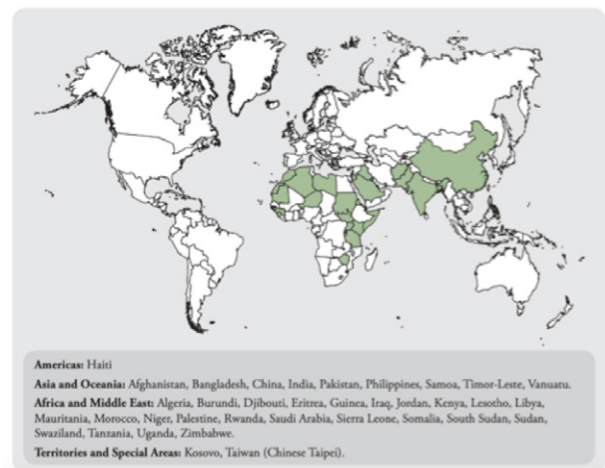 Americas: Haiti
Asia and Oceania: Afghanistan, Bangladesh, China, India, Pakistan, Philippines, Samoa, Timor-Leste, Vanuatu.
Africa and Middle East: Algeria, Burundi, Djibouti, Eritrea, Guinea, Iraq, Jordan, Kenya, Lesotho, Libya,
Mauritania, Morocco, Niger, Palestine, Rwanda, Saudi Arabia, Sierra Leone, Somalia, South Sudan, Sudan,
Swaziland, Tanzania, Uganda, Zimbabwe.
Territories and Special Areas: Kosovo, Taiwan (Chinese Taipei).